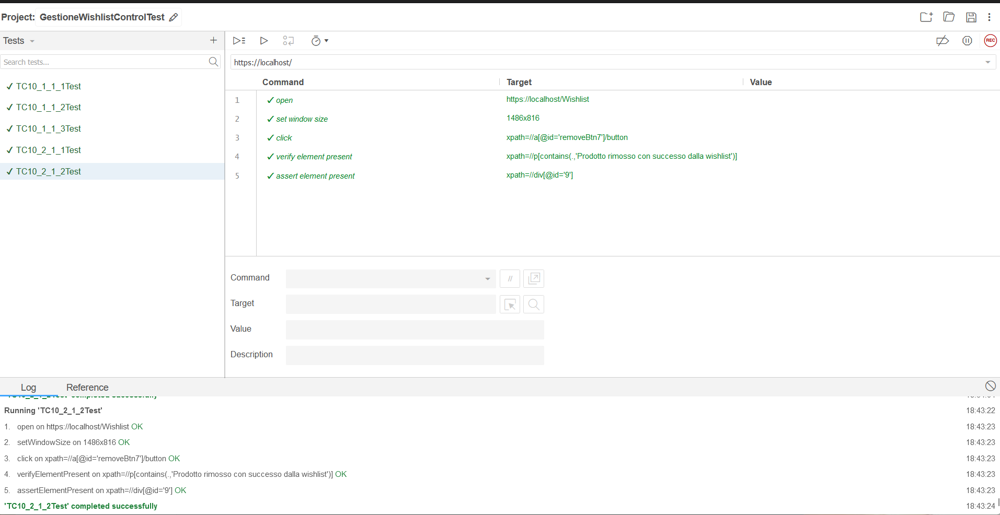 Project: GestioneWishlistControlTest
Tests
Search tests...
✓ TC10_1_1_1Test
✓ TC10_1_1_2Test
✓ TC10_1_1_3Test
✓ TC10_2_1_1Test
✓ TC10_2_1_2Test
REC
https://localhost/
Command Target Value
1 ✓ open https://localhost/Wishlist
2 ✓ set window size 1486x816
3 ✓ click xpath=//a[@id='removeBtn7']/button
4 ✓ verify element present xpath=//p[contains(.,'Prodotto rimosso con successo dalla wishlist')]
5 ✓ assert element present xpath=//div[@id='9']
Command //
Target
Value
Description
Log Reference
Running 'TC10_2_1_2Test' 18:43:22
1. open on https://localhost/Wishlist OK 18:43:23
2. setWindowSize on 1486x816 OK 18:43:23
3. click on xpath=//a[@id='removeBtn7']/button OK 18:43:23
4. verifyElementPresent on xpath=//p[contains(.,'Prodotto rimosso con successo dalla wishlist')] OK 18:43:23
5. assertElementPresent on xpath=//div[@id='9'] OK 18:43:23
'TC10_2_1_2Test' completed successfully 18:43:24